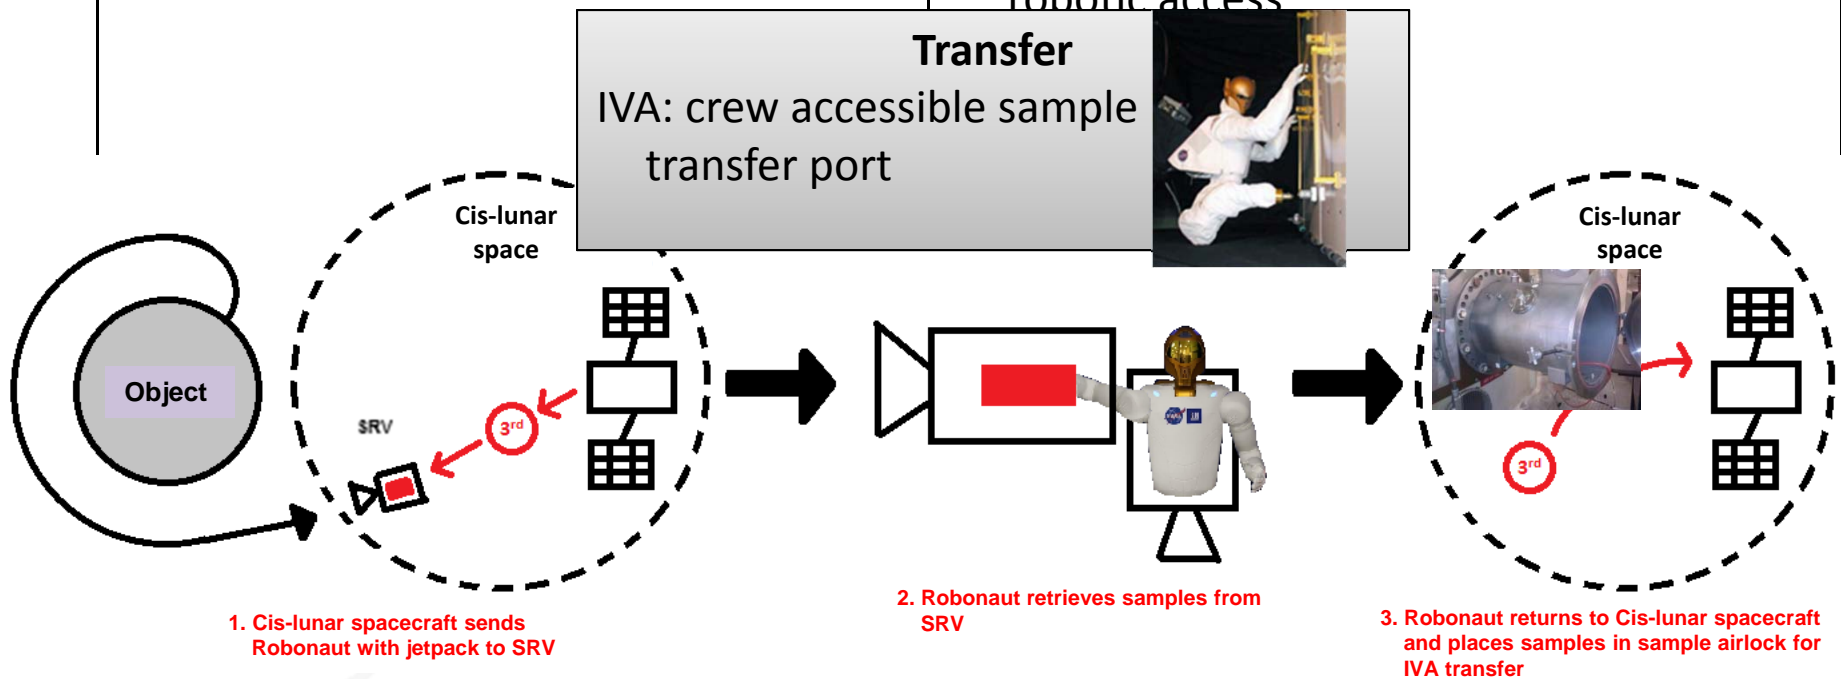 robotic access
Transfer
IVA: crew accessible sample
transfer port
Cis-lunar
space
Object
SRV
3rd
Cis-lunar
space
3rd
1. Cis-lunar spacecraft sends
Robonaut with jetpack to SRV
2. Robonaut retrieves samples from
SRV
3. Robonaut returns to Cis-lunar spacecraft
and places samples in sample airlock for
IVA transfer